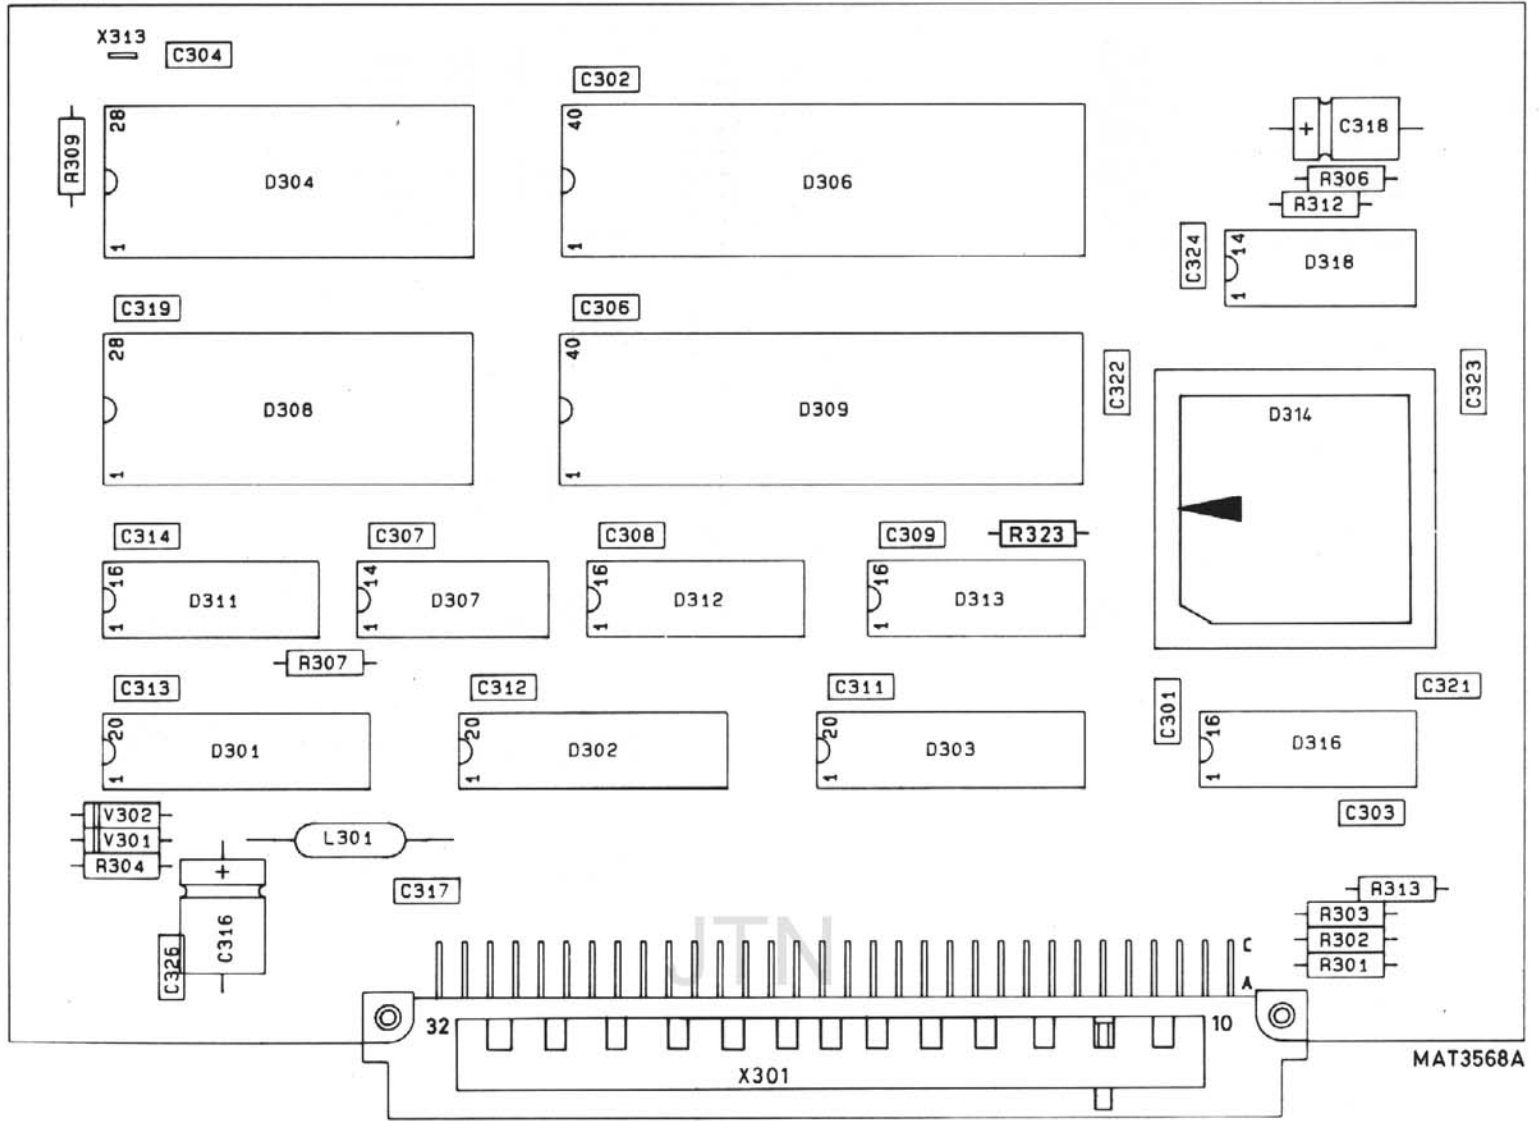 X313
C304
C302
28
D304
1
R309
40
D306
1
+ C318
R306
R312
C324
14
D318
1
C319
C306
28
D308
1
40
D309
1
C322
D314
C323
C314
C307
C308
C309
R323
16
D311
1
14
D307
1
16
D312
1
16
D313
1
R307
C313
C312
C311
C301
C321
20
D301
1
20
D302
1
20
D303
1
16
D316
1
V302
V301
R304
L301
C303
+
C316
C326
C317
R313
R303
R302
R301
JTN
C
A
32
10
X301
MAT3568A